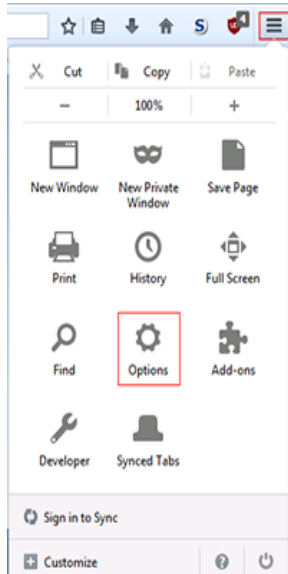 S 4
Cut Copy Paste
− 100% +
New Window New Private Save Page
Window
Print History Full Screen
Find Options Add-ons
Developer Synced Tabs
Sign in to Sync
Customize ?